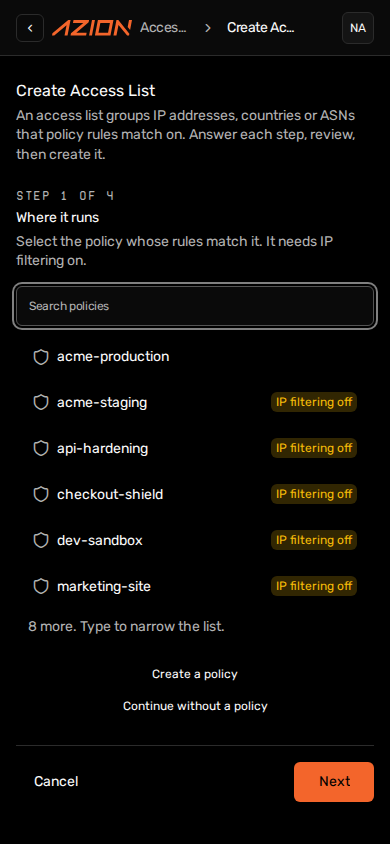 AZION
Acces...
Create Ac...
NA
Create Access List
An access list groups IP addresses, countries or ASNs
that policy rules match on. Answer each step, review,
then create it.
STEP 1 OF 4
Where it runs
Select the policy whose rules match it. It needs IP
filtering on.
Search policies
acme-production
acme-staging IP filtering off
api-hardening IP filtering off
checkout-shield IP filtering off
dev-sandbox IP filtering off
marketing-site IP filtering off
8 more. Type to narrow the list.
Create a policy
Continue without a policy
Cancel
Next